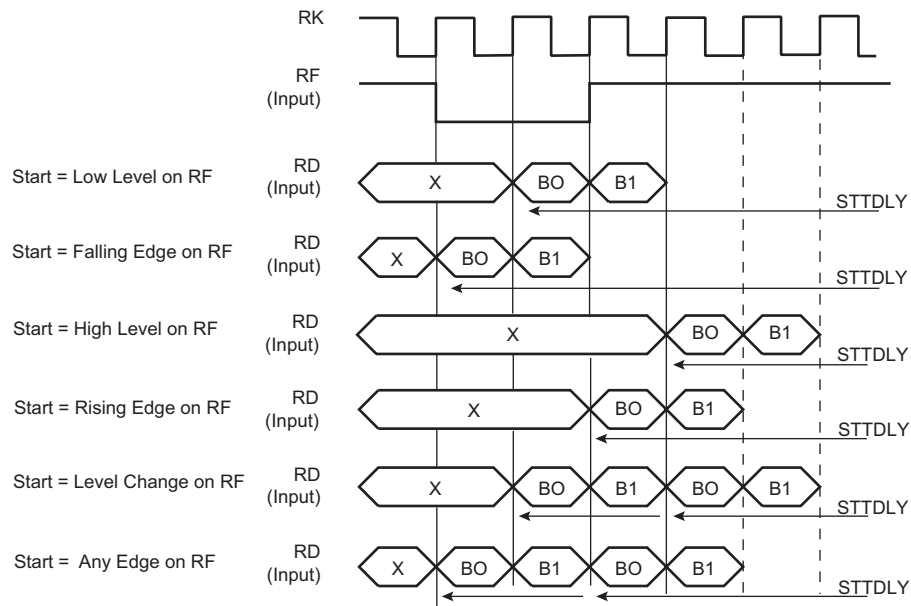 RK
RF
(Input)
Start = Low Level on RF
RD
(Input)
X
BO
B1
STTDLY
Start = Falling Edge on RF
RD
(Input)
X
BO
B1
STTDLY
Start = High Level on RF
RD
(Input)
X
BO
B1
STTDLY
Start = Rising Edge on RF
RD
(Input)
X
BO
B1
STTDLY
Start = Level Change on RF
RD
(Input)
X
BO
B1
BO
B1
STTDLY
Start = Any Edge on RF
RD
(Input)
X
BO
B1
BO
B1
STTDLY